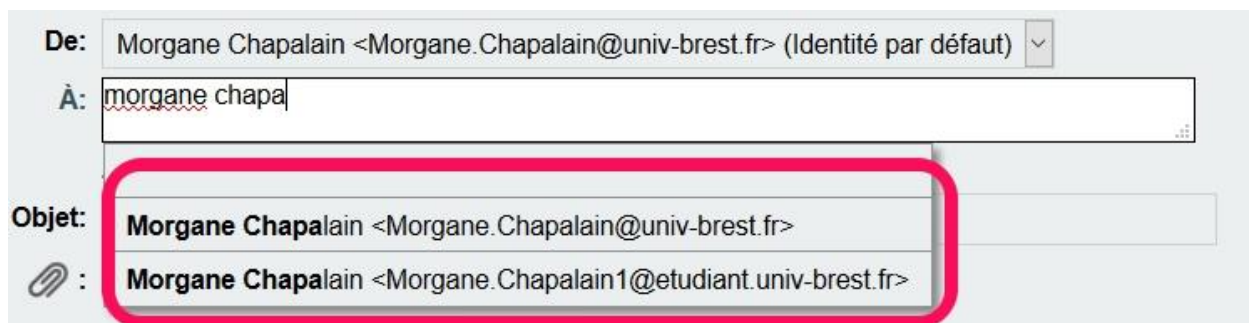 De: Morgane Chapalain <Morgane.Chapalain@univ-brest.fr> (Identité par défaut)
À: morgane chapa
Objet:
Morgane Chapalain <Morgane.Chapalain@univ-brest.fr>
:
Morgane Chapalain <Morgane.Chapalain1@etudiant.univ-brest.fr>